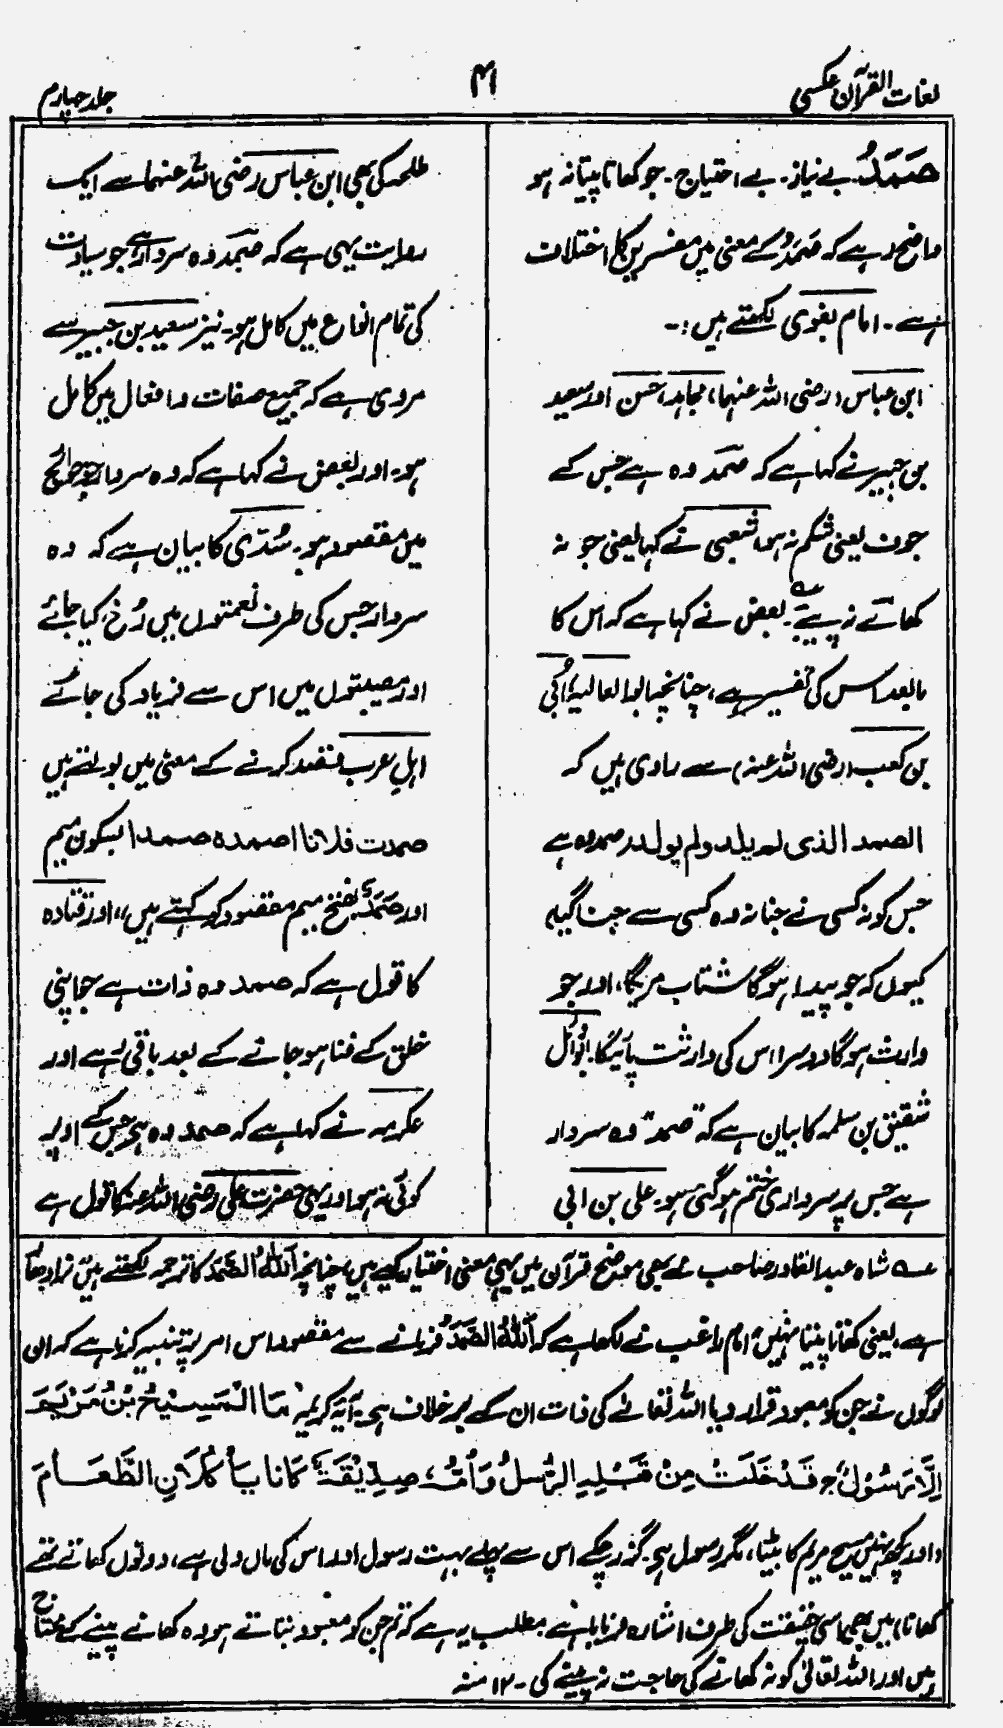 لغات القرآن عکسی
۴۱
جلد چہارم
صَمَدُ۔ بے نیاز۔ بے احتیاج۔ جو کھاتا پیتا نہ ہو
واضح رہے کہ صَمَدُ کے معنی میں مفسرین کا اختلاف
ہے۔ امام بغوی لکھتے ہیں :۔
ابن عباس (رضی اللہ عنہما) مجاہد، حسن اور سعید
بن جبیر نے کہا ہے کہ صمد وہ ہے جس کے
جوف یعنی شکم نہ ہو، شعبی نے کہا یعنی جو نہ
کھائے نہ پیئے۔ بعض نے کہا ہے کہ اس کا
مابعد اس کی تفسیر ہے، چنانچہ ابو العالیہ اُبَی
بن کعب (رضی اللہ عنہ) سے راوی ہیں کہ
الصمد الذی لم یلد ولم یولد۔ صمد وہ ہے
جس کو نہ کسی نے جنا نہ وہ کسی سے جنا گیا،
کیوں کہ جو پیدا ہوگا شتاب مریگا، اور جو
وارث ہوگا دوسرا اس کی وارثت پائیگا۔ ابو وائل
شقیق بن سلمہ کا بیان ہے کہ صمد وہ سردار
ہے جس پر سرداری ختم ہو گئی ہو۔ علی بن ابی
طلحہ کی بھی ابن عباس رضی اللہ عنہما سے ایک
روایت یہی ہے کہ صمد وہ سردار ہے جو سیادت
کی تمام انواع میں کامل ہو۔ نیز سعید بن جبیر سے
مروی ہے کہ جمیع صفات و افعال میں کامل
ہو۔ اور بعض نے کہا ہے کہ وہ سردار جو حوائج
میں مقصود ہو۔ سُدّی کا بیان ہے کہ وہ
سردار جس کی طرف نعمتوں میں رُخ کیا جائے
اور مصیبتوں میں اس سے فریاد کی جائے
اہلِ عرب قصد کرنے کے معنی میں بولتے ہیں
صمدت فلانا اصمدہ صمدا بسکون میم
اور صَمَدُ بفتح میم مقصود کو کہتے ہیں،، اور قتادہ
کا قول ہے کہ صمد وہ ذات ہے جو اپنی
خلق کے فنا ہو جانے کے بعد باقی رہے اور
عکرمہ نے کہا ہے کہ صمد وہ ہے جس کے اوپر
کوئی نہ ہو اور یہی حضرت علی رضی اللہ عنہ کا قول ہے
ـہ شاہ عبدالقادر صاحب نے بھی موضح قرآن میں یہی معنی اختیار کیے ہیں، چنانچہ اَللّٰہُ الصَّمَدُ کا ترجمہ لکھتے ہیں نرادھار
ہے، یعنی کھاتا پیتا نہیں، امام راغب نے لکھا ہے کہ اَللّٰہُ الصَّمَدُ فرمانے سے مقصود اس امر پر تنبیہ کرنا ہے کہ ان
لوگوں نے جن کو معبود قرار دیا اللہ تعالےٰ کی ذات ان کے برخلاف ہے۔ آیۂ کریمہ مَا الْمَسِیْحُ بْنُ مَرْیَمَ
اِلَّا رَسُوْلٌ ج قَدْ خَلَتْ مِنْ قَبْلِہِ الرُّسُلُ وَاُمُّہٗ صِدِّیْقَۃٌ کَانَا یَاْکُلَانِ الطَّعَامَ
(اور کچھ نہیں مسیح مریم کا بیٹا، مگر رسول ہے گزر چکے اس سے پہلے بہت رسول اور اس کی ماں ولی ہے، دونوں کھاتے تھے
کھانا) میں بھی اسی حقیقت کی طرف اشارہ فرمایا ہے مطلب یہ ہے کہ تم جن کو معبود بتاتے ہو وہ کھانے پینے کے محتاج
ہیں اور اللہ تعالیٰ کو نہ کھانے کی حاجت نہ پینے کی۔ ۱۲ منہ